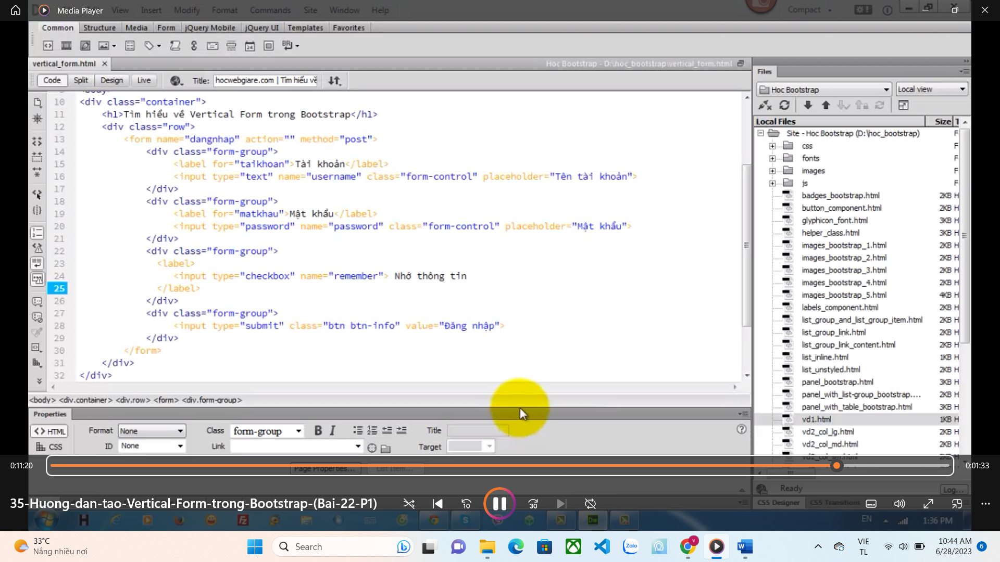 Media Player
View Insert Modify Format Commands Site Window Help
Compact
Common Structure Media Form jQuery Mobile jQuery UI Templates Favorites
vertical_form.html
Hoc Bootstrap - D:\hoc_bootstrap\vertical_form.html
Code Split Design Live Title: hocwebgiare.com | Tìm hiểu về
10 <div class="container">
11 <h1>Tìm hiểu về Vertical Form trong Bootstrap</h1>
12 <div class="row">
13 <form name="dangnhap" action="" method="post">
14 <div class="form-group">
15 <label for="taikhoan">Tài khoản</label>
16 <input type="text" name="username" class="form-control" placeholder="Tên tài khoản">
17 </div>
18 <div class="form-group">
19 <label for="matkhau">Mật khẩu</label>
20 <input type="password" name="password" class="form-control" placeholder="Mật khẩu">
21 </div>
22 <div class="form-group">
23 <label>
24 <input type="checkbox" name="remember"> Nhớ thông tin
25 </label>
26 </div>
27 <div class="form-group">
28 <input type="submit" class="btn btn-info" value="Đăng nhập">
29 </div>
30 </form>
31 </div>
32 </div>
<body> <div.container> <div.row> <form> <div.form-group>
Properties
<> HTML Format None Class form-group B I Title
CSS ID None Link Target
Page Properties... List Item...
Files
Hoc Bootstrap Local view
Local Files Size
Site - Hoc Bootstrap (D:\hoc_bootstrap) F
css F
fonts F
images F
js F
badges_bootstrap.html 2KB H
button_component.html 2KB H
glyphicon_font.html 3KB H
helper_class.html 3KB H
images_bootstrap_1.html 2KB H
images_bootstrap_2.html 2KB H
images_bootstrap_3.html 2KB H
images_bootstrap_4.html 2KB H
images_bootstrap_5.html 4KB H
labels_component.html 2KB H
list_group_and_list_group_item.html 2KB H
list_group_link.html 2KB H
list_group_link_content.html 2KB H
list_inline.html 1KB H
list_unstyled.html 2KB H
panel_bootstrap.html 3KB H
panel_with_list-group_bootstrap.... 2KB H
panel_with_table_bootstrap.html 3KB H
vd1.html 1KB H
vd2_col_lg.html 2KB H
vd2_col_md.html 2KB H
Ready Log...
CSS Designer CSS Transitions
0:11:20 0:01:33
35-Huong-dan-tao-Vertical-Form-trong-Bootstrap-(Bai-22-P1)
10 30
EN 1:36 PM
33°C
Nắng nhiều nơi
Search
Zalo
VIE
TL
10:44 AM
6/28/2023
6